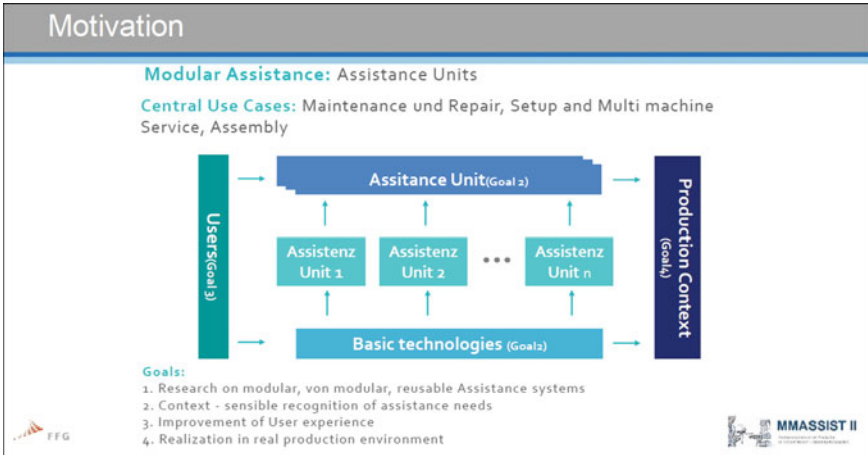 Motivation
Modular Assistance: Assistance Units
Central Use Cases: Maintenance und Repair, Setup and Multi machine
Service, Assembly
Users(Goal 3)
Assitance Unit(Goal 2)
Assistenz
Unit 1
Assistenz
Unit 2
•••
Assistenz
Unit n
Basic technologies (Goal2)
Production Context
(Goal4)
Goals:
1. Research on modular, von modular, reusable Assistance systems
2. Context - sensible recognition of assistance needs
3. Improvement of User experience
4. Realization in real production environment
FFG
MMASSIST II